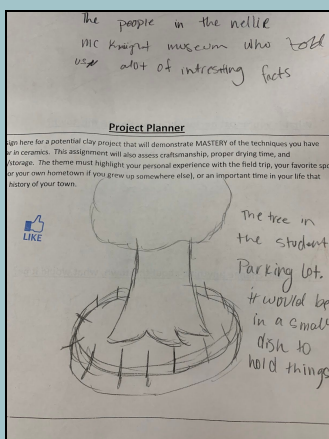 The people in the nellie
mc Knight museum who told
us alot of intresting facts
Project Planner
sign here for a potential clay project that will demonstrate MASTERY of the techniques you have
ar in ceramics. This assignment will also assess craftsmanship, proper drying time, and
/storage. The theme must highlight your personal experience with the field trip, your favorite spo
or your own hometown if you grew up somewhere else), or an important time in your life that
history of your town.
LIKE
The tree in
the student
Parking Lot.
it would be
in a small
dish to
hold things